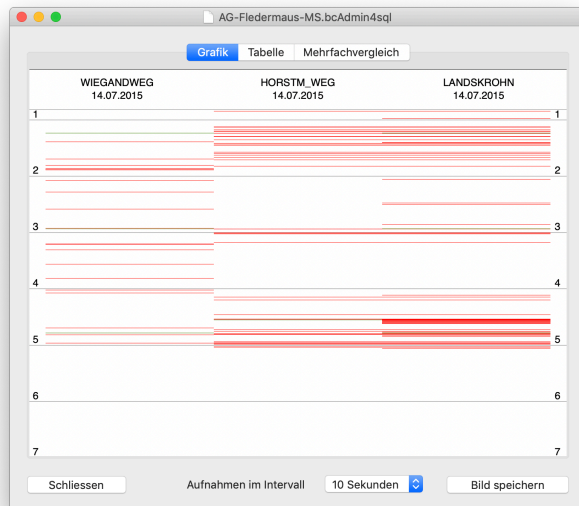 AG-Fledermaus-MS.bcAdmin4sql
Grafik Tabelle Mehrfachvergleich
WIEGANDWEG HORSTM_WEG LANDSKROHN
14.07.2015 14.07.2015 14.07.2015
1 1
2 2
3 3
4 4
5 5
6 6
7 7
Schliessen Aufnahmen im Intervall 10 Sekunden Bild speichern